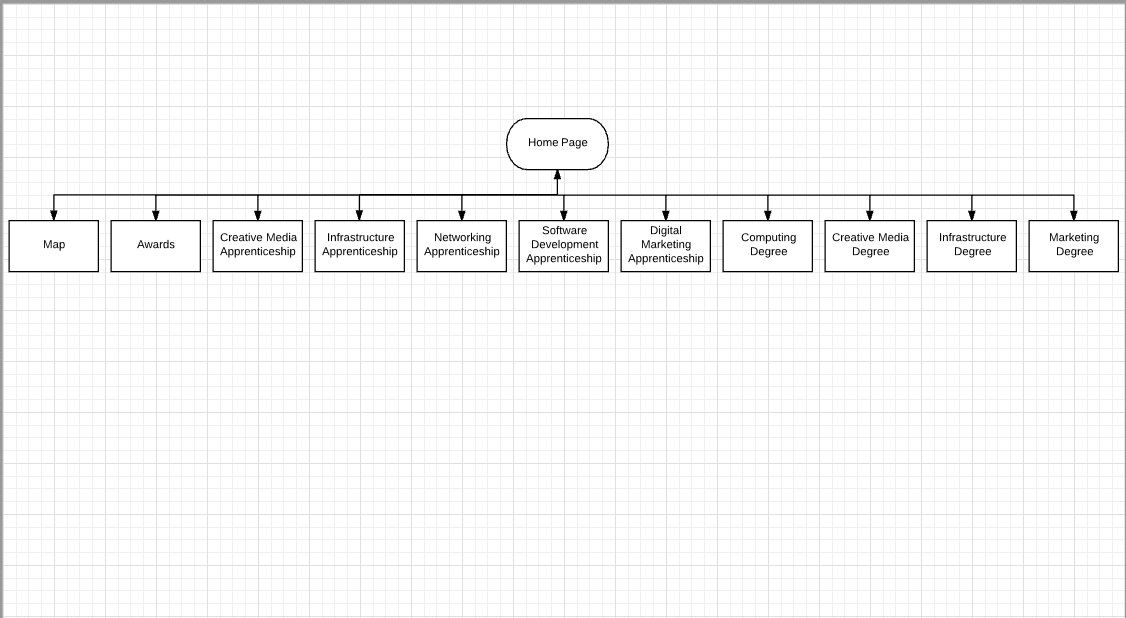 Home Page
Map
Awards
Creative Media
Apprenticeship
Infrastructure
Apprenticeship
Networking
Apprenticeship
Software
Development
Apprenticeship
Digital
Marketing
Apprenticeship
Computing
Degree
Creative Media
Degree
Infrastructure
Degree
Marketing
Degree